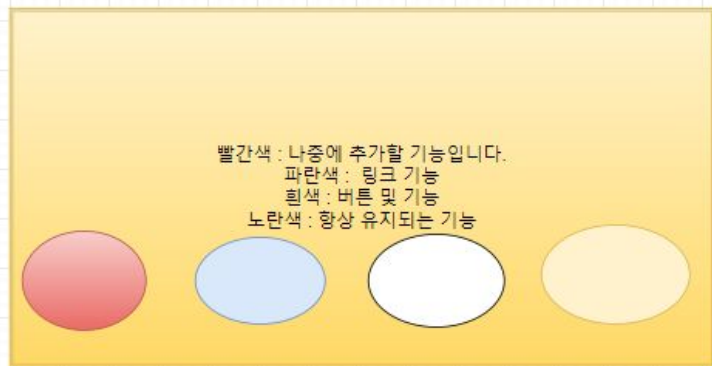 빨간색 : 나중에 추가할 기능입니다.
파란색 :  링크 기능
흰색 : 버튼 및 기능
노란색 : 항상 유지되는 기능